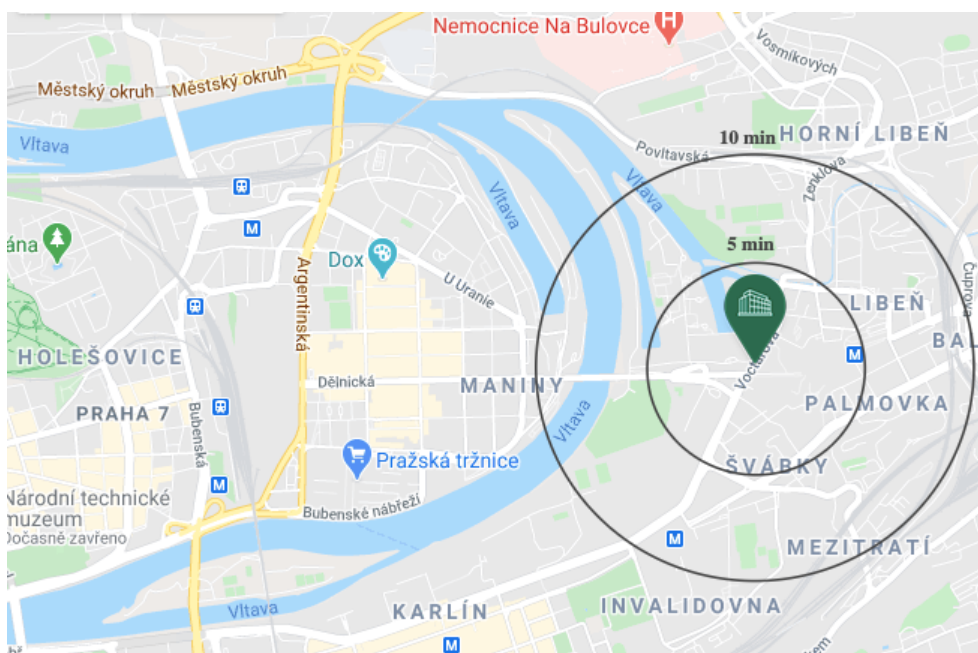 Nemocnice Na Bulovce
H
Vosmíkových
Městský okruh
Městský okruh
Vltava
10 min
HORNÍ LIBEŇ
Povltavská
Zenklova
Vltava
Vltava
M
ána
Dox
5 min
Čuprova
U Uranie
Argentinská
LIBEŇ
HOLEŠOVICE
BAL
M
Voctářova
Dělnická
MANINY
PRAHA 7
PALMOVKA
Bubenská
Vltava
Pražská tržnice
ŠVÁBKY
M
Národní technické
muzeum
Dočasně zavřeno
Bubenské nábřeží
M
MEZITRATÍ
Vltava
KARLÍN
INVALIDOVNA
M